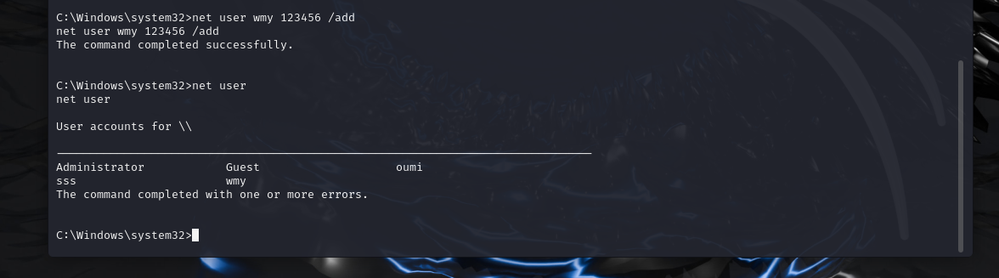 C:\Windows\system32>net user wmy 123456 /add
net user wmy 123456 /add
The command completed successfully.
C:\Windows\system32>net user
net user
User accounts for \\
-------------------------------------------------------------------------------
Administrator            Guest                    oumi
sss                      wmy
The command completed with one or more errors.
C:\Windows\system32>